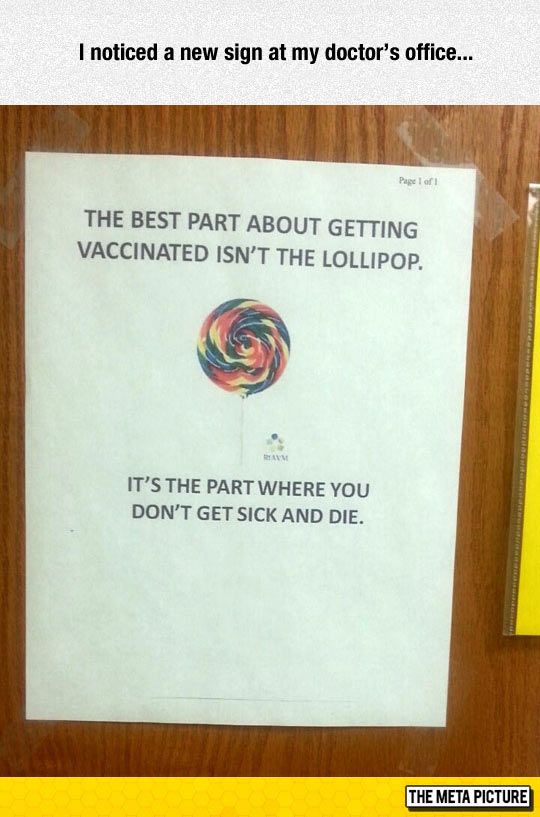 I noticed a new sign at my doctor's office...
Page 1 of 1
THE BEST PART ABOUT GETTING
VACCINATED ISN'T THE LOLLIPOP.
RIAVM
IT'S THE PART WHERE YOU
DON'T GET SICK AND DIE.
THE META PICTURE